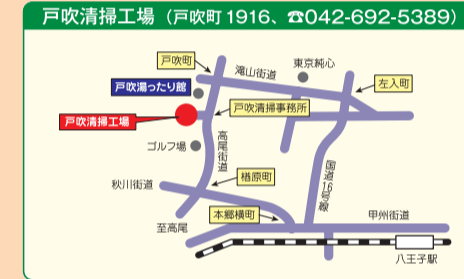 戸吹清掃工場（戸吹町1916、☎042-692-5389）
戸吹町
滝山街道
東京純心
左入町
戸吹湯ったり館
戸吹清掃事務所
戸吹清掃工場
高尾街道
ゴルフ場
国道16号線
楢原町
秋川街道
本郷横町
甲州街道
至高尾
八王子駅